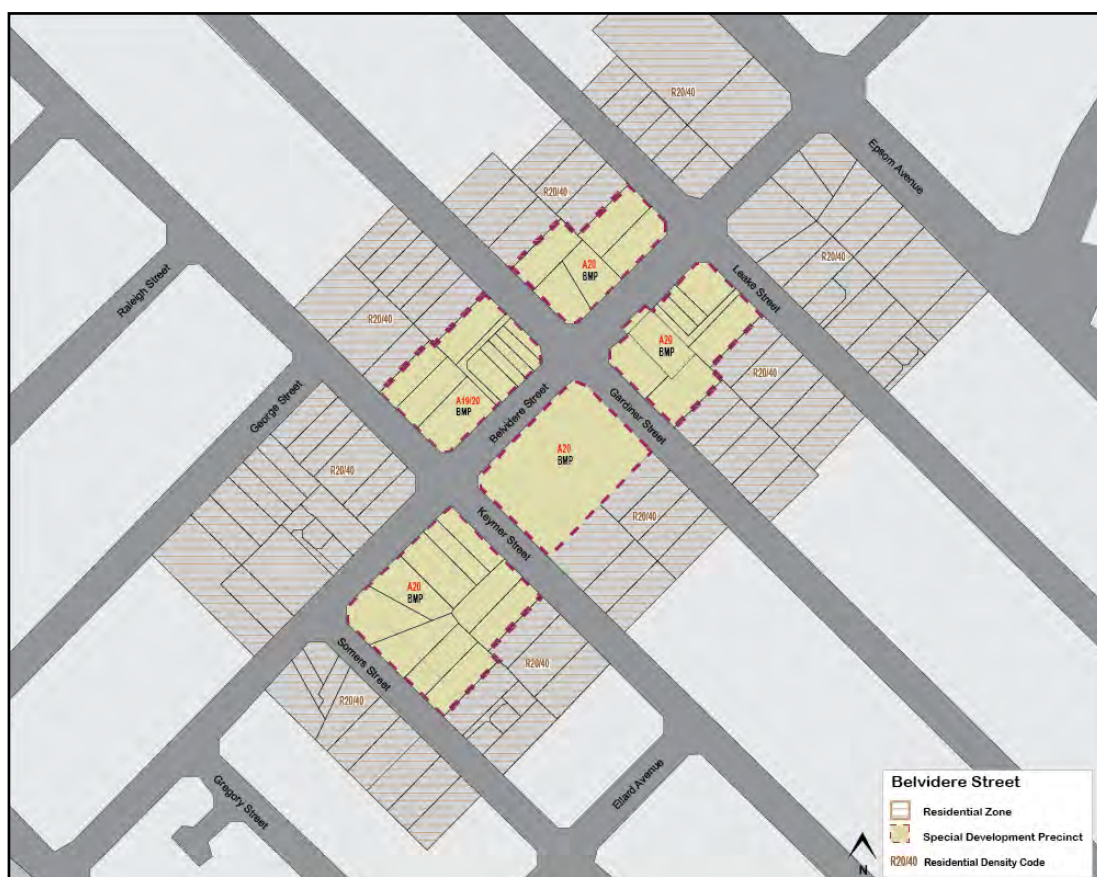 R20/40
Epsom Avenue
R20/40
A20
BMP
R20/40
Leake Street
Raleigh Street
R20/40
A20
BMP
R20/40
A19/20
BMP
Belvidere Street
Gardiner Street
George Street
A20
BMP
R20/40
R20/40
Keymer Street
A20
BMP
Somers Street
R20/40
R20/40
Gregory Street
Ellard Avenue
Belvidere Street
Residential Zone
Special Development Precinct
R20/40 Residential Density Code
N